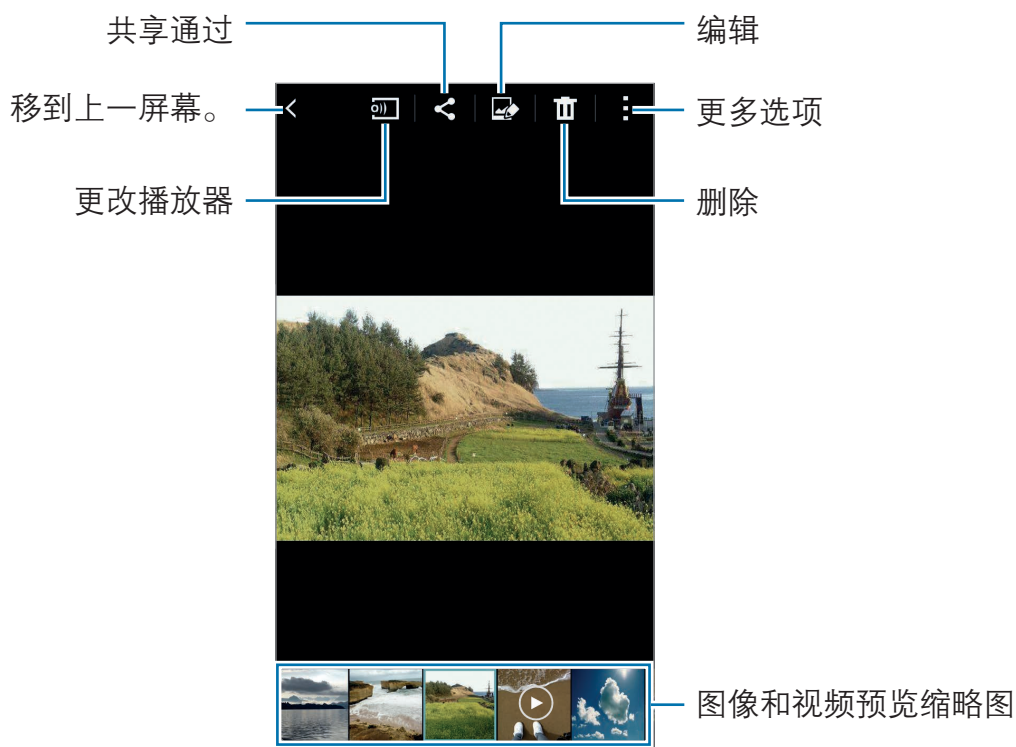 共享通过
编辑
移到上一屏幕。
更多选项
更改播放器
删除
图像和视频预览缩略图